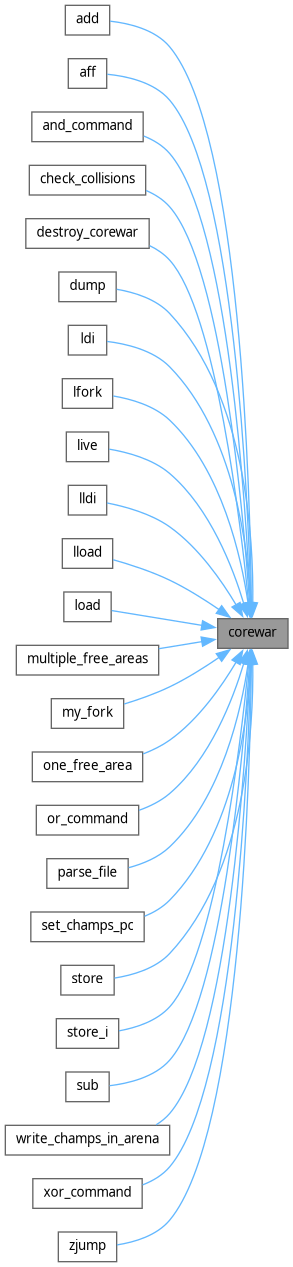 add
aff
and_command
check_collisions
destroy_corewar
dump
ldi
lfork
live
lldi
lload
load
corewar
multiple_free_areas
my_fork
one_free_area
or_command
parse_file
set_champs_pc
store
store_i
sub
write_champs_in_arena
xor_command
zjump